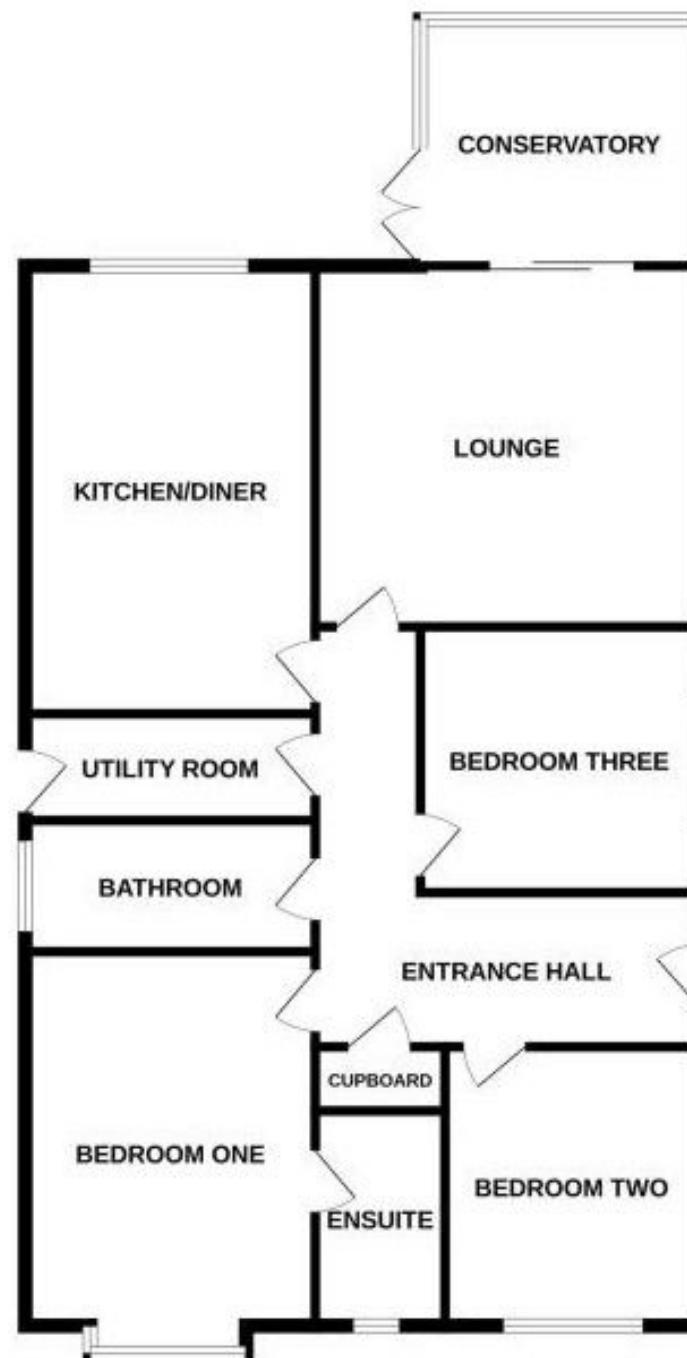 CONSERVATORY
LOUNGE
KITCHEN/DINER
BEDROOM THREE
UTILITY ROOM
BATHROOM
ENTRANCE HALL
CUPBOARD
BEDROOM ONE
BEDROOM TWO
ENSUITE